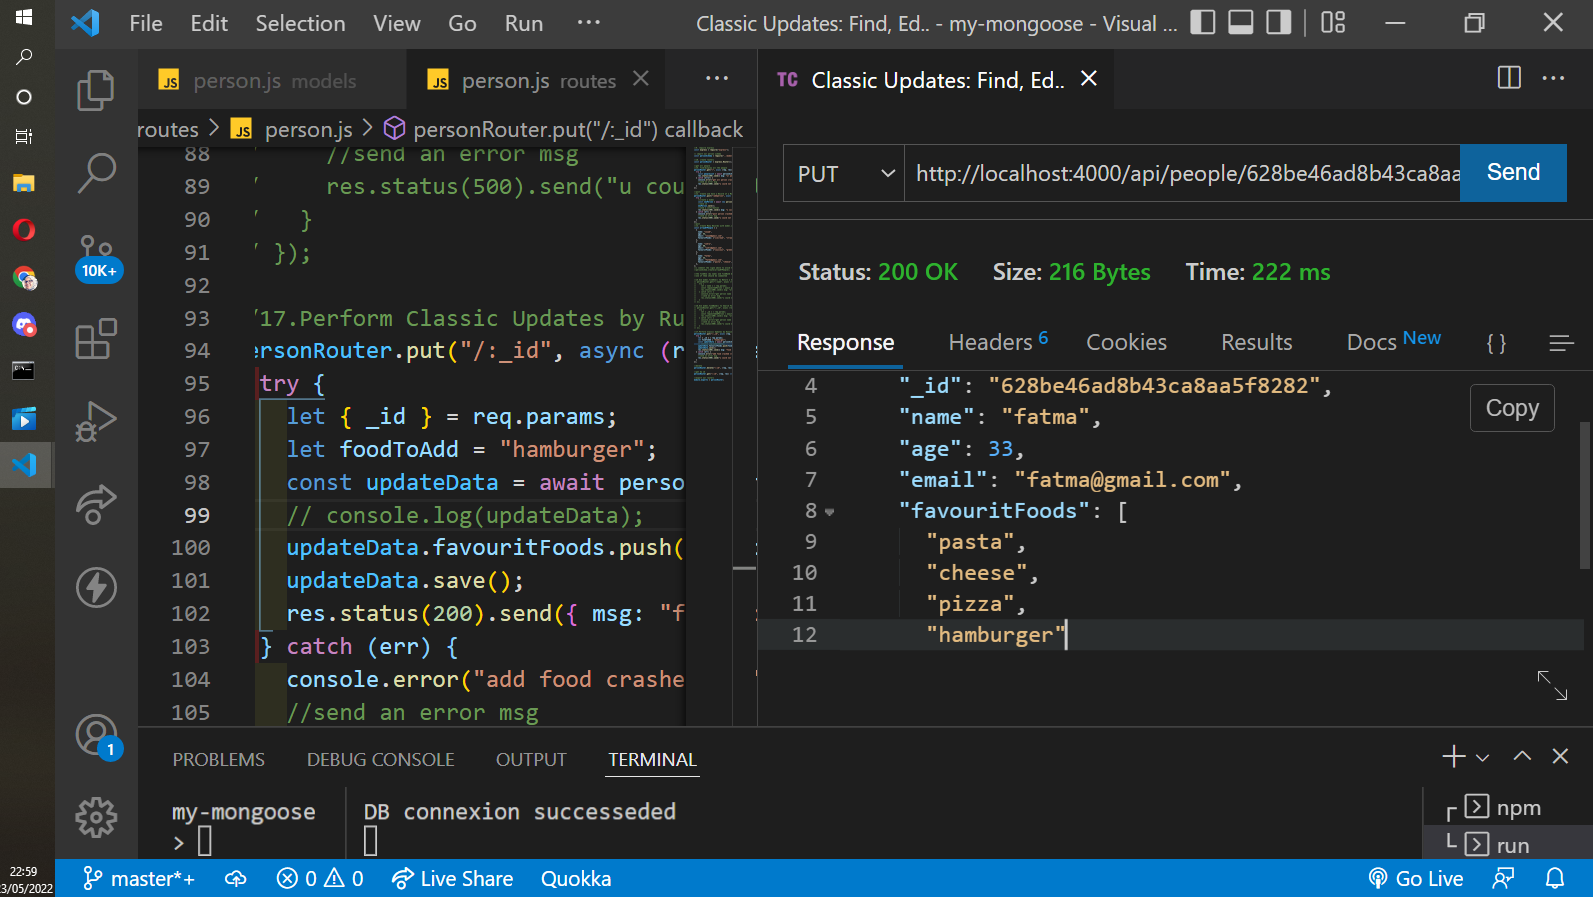 File Edit Selection View Go Run ··· Classic Updates: Find, Ed.. - my-mongoose - Visual ...
JS person.js models JS person.js routes ···
routes > JS person.js > personRouter.put("/:_id") callback
88 //send an error msg
89 / res.status(500).send("u cou
90 / }
91 / });
92
93 /17.Perform Classic Updates by Ru
94 ersonRouter.put("/:_id", async (r
95 try {
96 let { _id } = req.params;
97 let foodToAdd = "hamburger";
98 const updateData = await perso
99 // console.log(updateData);
100 updateData.favouritFoods.push(
101 updateData.save();
102 res.status(200).send({ msg: "f
103 } catch (err) {
104 console.error("add food crashe
105 //send an error msg
TC Classic Updates: Find, Ed.. ···
PUT http://localhost:4000/api/people/628be46ad8b43ca8aa Send
Status: 200 OK Size: 216 Bytes Time: 222 ms
Response Headers 6 Cookies Results Docs New { }
4 "_id": "628be46ad8b43ca8aa5f8282",
Copy
5 "name": "fatma",
6 "age": 33,
7 "email": "fatma@gmail.com",
8 "favouritFoods": [
9 "pasta",
10 "cheese",
11 "pizza",
12 "hamburger"
10K+
1
PROBLEMS DEBUG CONSOLE OUTPUT TERMINAL
my-mongoose
>
DB connexion successeded
npm
run
22:59
3/05/2022
master*+ 0 0 Live Share Quokka Go Live